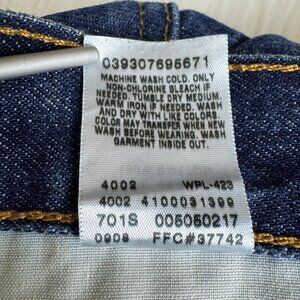 039307695671
MACHINE WASH COLD. ONLY
NON-CHLORINE BLEACH IF
NEEDED. TUMBLE DRY MEDIUM.
WARM IRON IF NEEDED. WASH
AND DRY WITH LIKE COLORS.
COLOR MAY TRANSFER WHEN NEW.
WASH BEFORE WEARING. WASH
GARMENT INSIDE OUT.
4002 WPL-423
4002 4100031399
701S 005050217
0908 FFC#37742